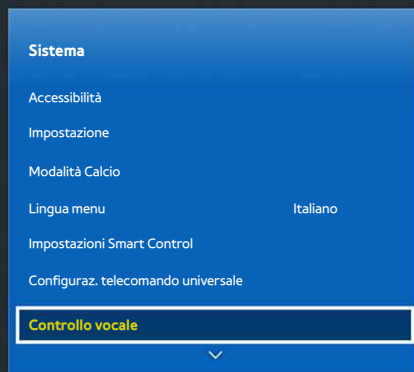 Sistema
Accessibilità
Impostazione
Modalità Calcio
Lingua menu Italiano
Impostazioni Smart Control
Configuraz. telecomando universale
Controllo vocale